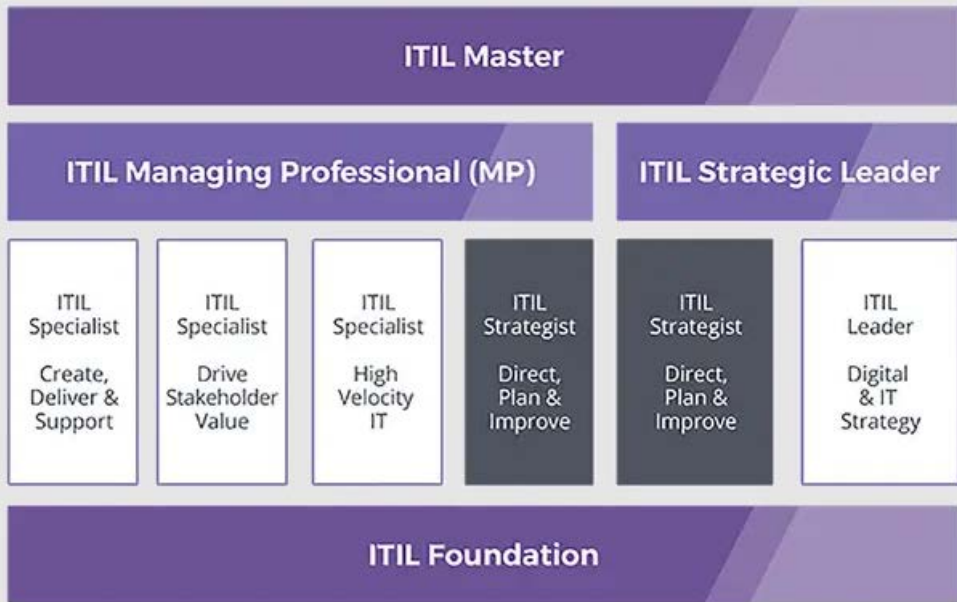 ITIL Master
ITIL Managing Professional (MP)
ITIL Strategic Leader
ITIL
Specialist
Create,
Deliver &
Support
ITIL
Specialist
Drive
Stakeholder
Value
ITIL
Specialist
High
Velocity
IT
ITIL
Strategist
Direct,
Plan &
Improve
ITIL
Strategist
Direct,
Plan &
Improve
ITIL
Leader
Digital
& IT
Strategy
ITIL Foundation